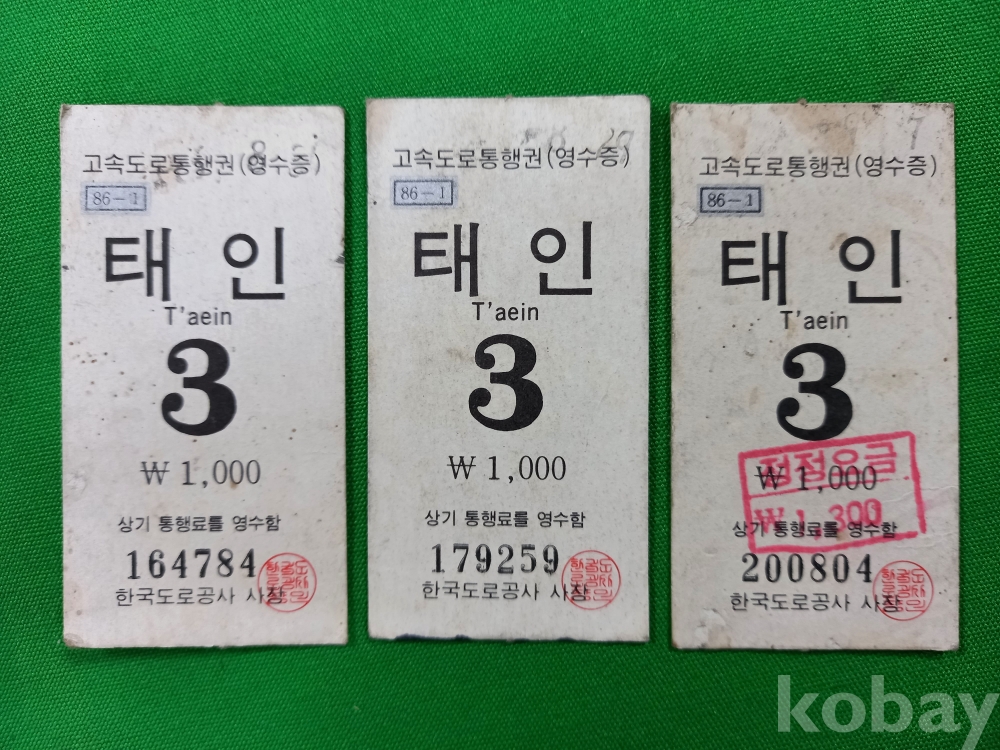 고속도로통행권(영수증)
86-1
태인
T'aein
3
₩1,000
상기 통행료를 영수함
164784
한국도로공사 사장
고속도로통행권(영수증)
86-1
태인
T'aein
3
₩1,000
상기 통행료를 영수함
179259
한국도로공사 사장
고속도로통행권(영수증)
86-1
태인
T'aein
3
₩1,000
₩1,300
상기 통행료를 영수함
200804
한국도로공사 사장
kobay